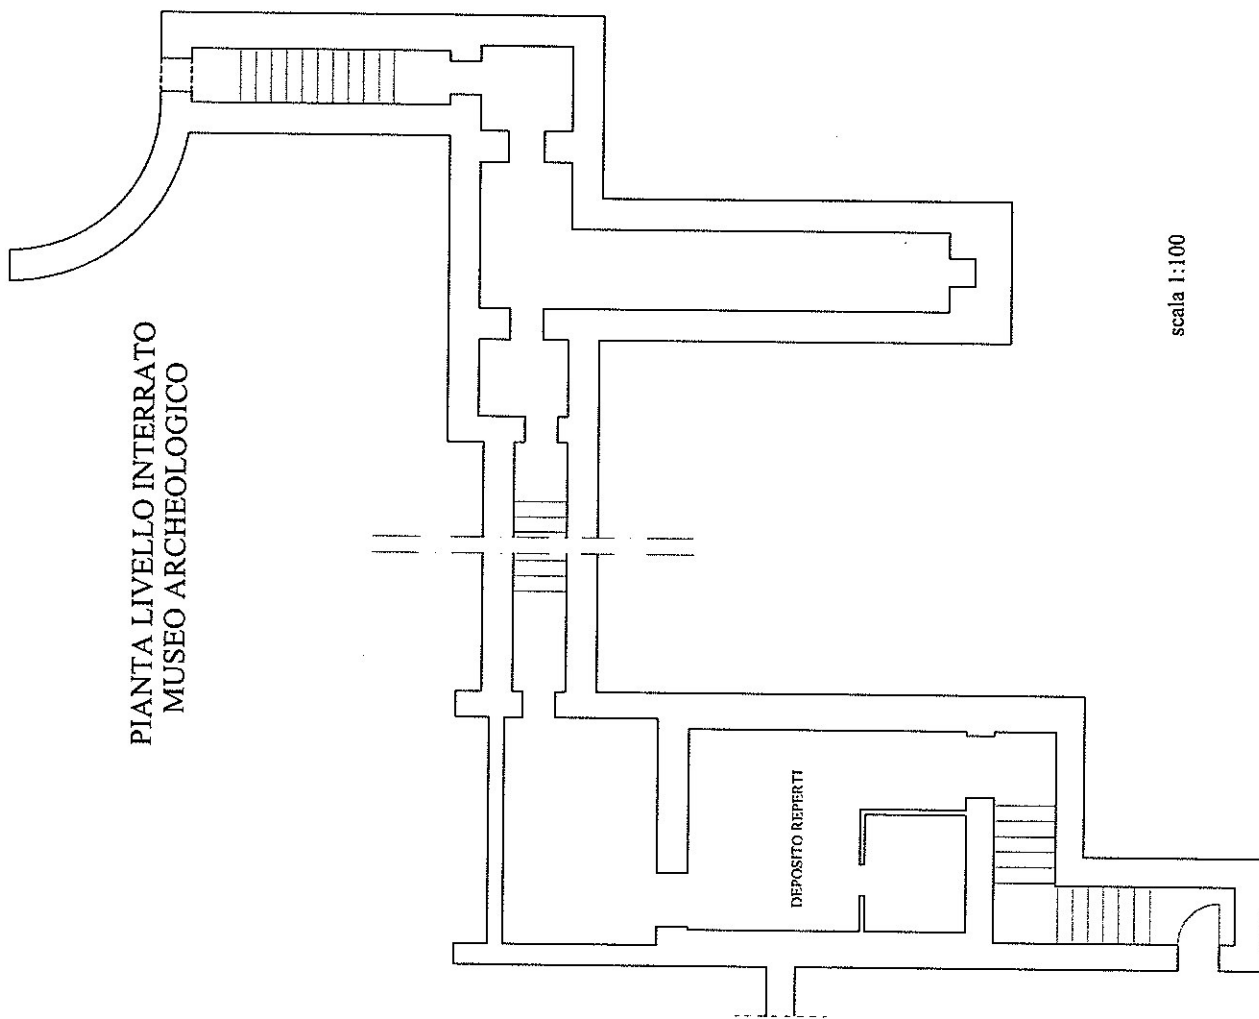 PIANTA LIVELLO INTERRATO
MUSEO ARCHEOLOGICO
DEPOSITO REPERTI
scala 1:100